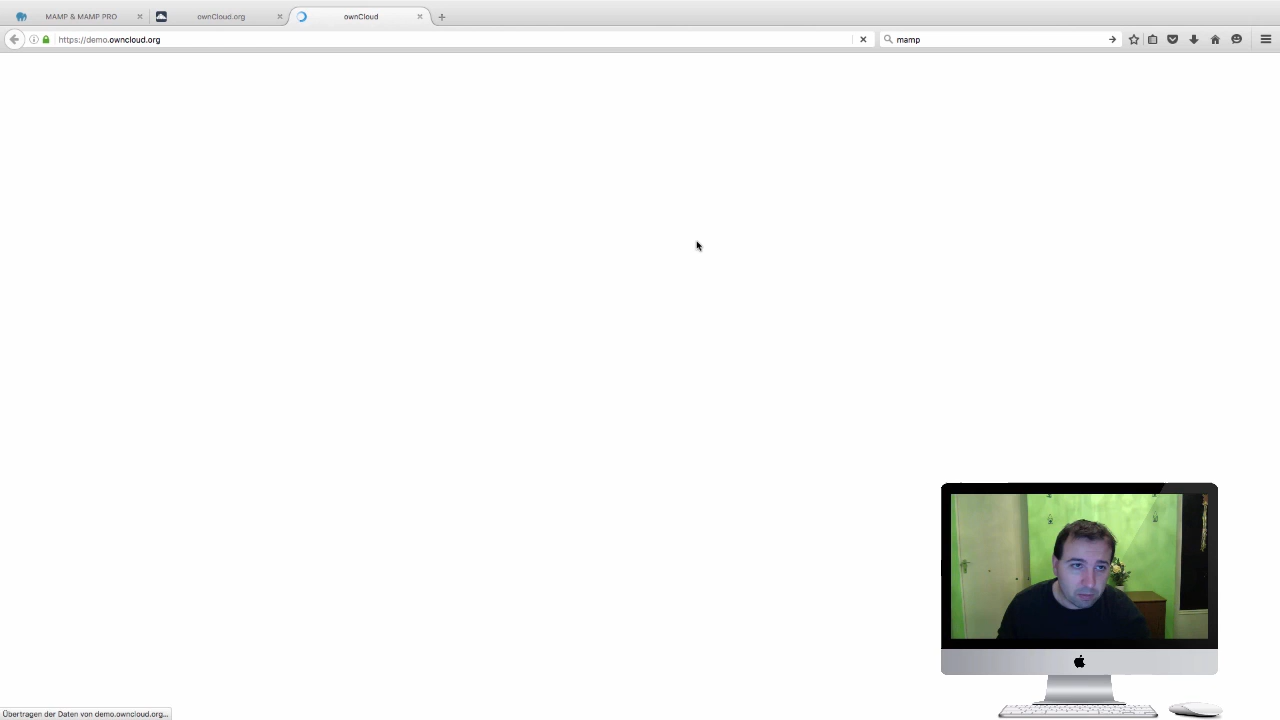 MAMP & MAMP PRO
ownCloud.org
ownCloud
https://demo.owncloud.org
mamp
Übertragen der Daten von demo.owncloud.org...